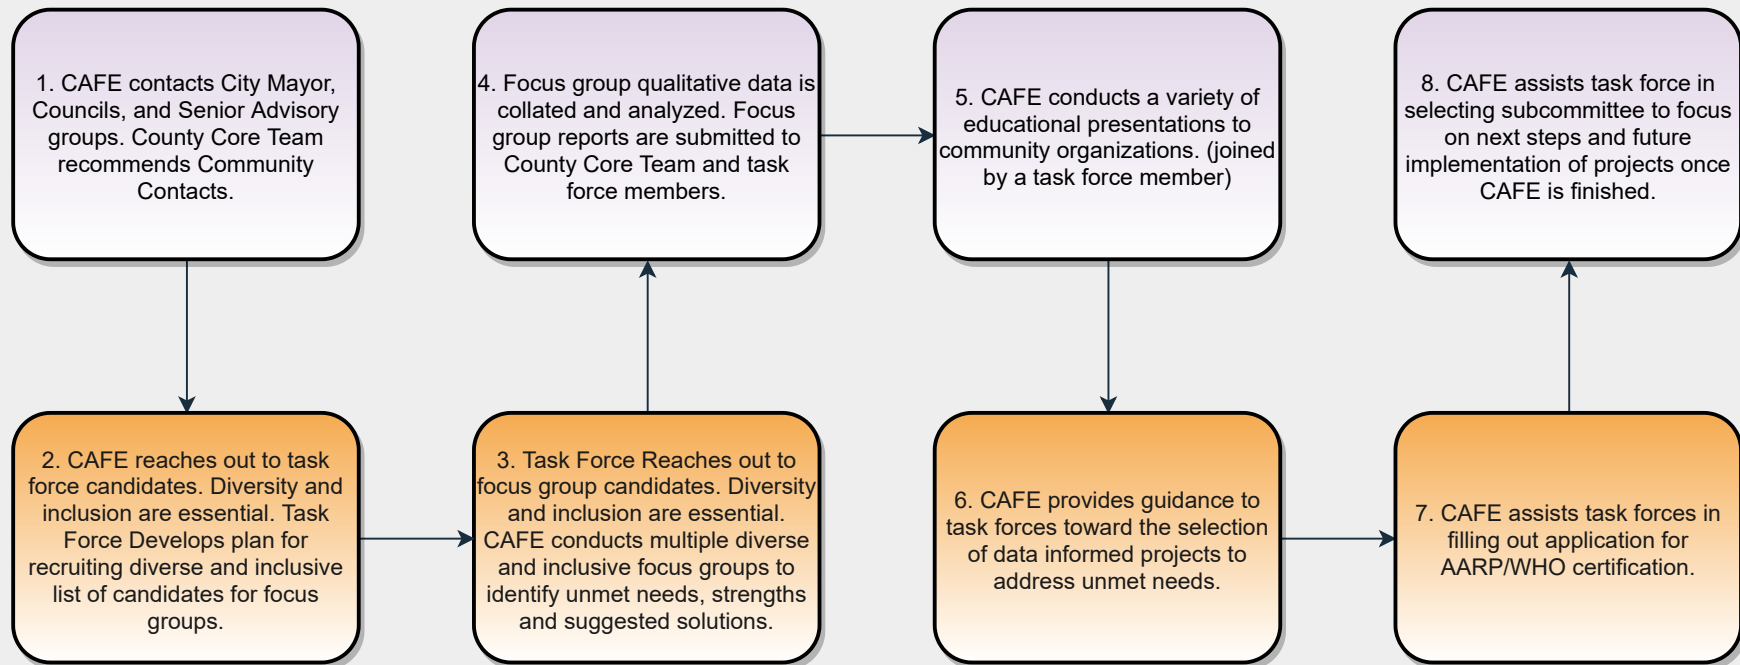 1. CAFE contacts City Mayor,
Councils, and Senior Advisory
groups. County Core Team
recommends Community
Contacts.
2. CAFE reaches out to task
force candidates. Diversity and
inclusion are essential. Task
Force Develops plan for
recruiting diverse and inclusive
list of candidates for focus
groups.
3. Task Force Reaches out to
focus group candidates. Diversity
and inclusion are essential.
CAFE conducts multiple diverse
and inclusive focus groups to
identify unmet needs, strengths
and suggested solutions.
4. Focus group qualitative data is
collated and analyzed. Focus
group reports are submitted to
County Core Team and task
force members.
5. CAFE conducts a variety of
educational presentations to
community organizations. (joined
by a task force member)
6. CAFE provides guidance to
task forces toward the selection
of data informed projects to
address unmet needs.
7. CAFE assists task forces in
filling out application for
AARP/WHO certification.
8. CAFE assists task force in
selecting subcommittee to focus
on next steps and future
implementation of projects once
CAFE is finished.